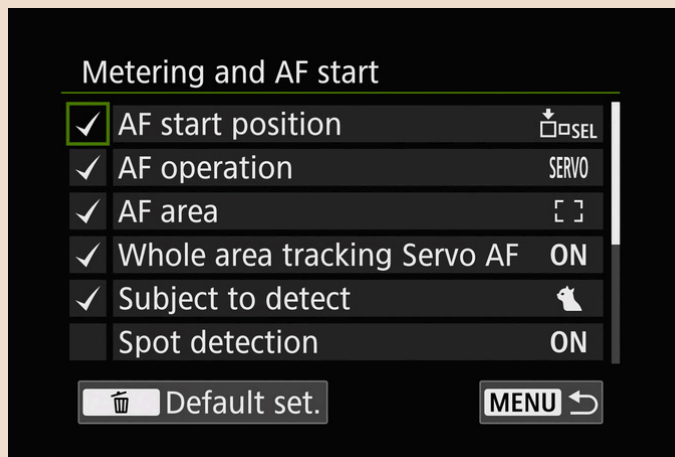 Metering and AF start
AF start position SEL
AF operation SERVO
AF area
Whole area tracking Servo AF ON
Subject to detect
Spot detection ON
Default set. MENU